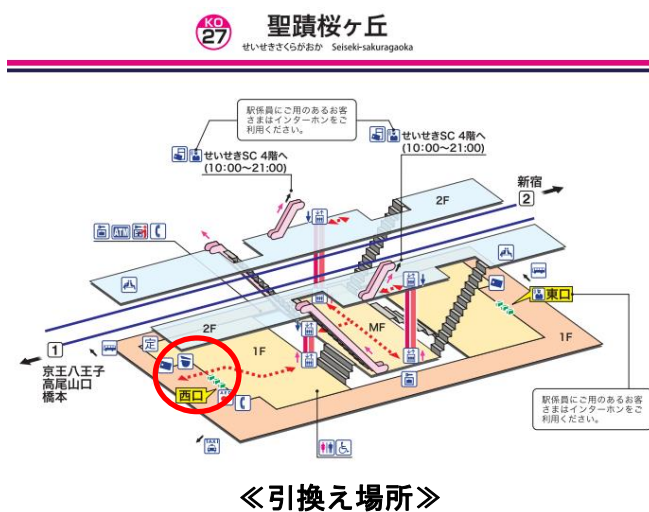 KO
27
聖蹟桜ヶ丘
せいせきさくらがおか Seiseki-sakuragaoka
駅係員にご用のあるお客
さまはインターホンをご
利用ください。
せいせきSC 4階へ
(10:00～21:00)
せいせきSC 4階へ
(10:00～21:00)
新宿
2
2F
ATM
東口
2F
MF
1F
1F
定
1
京王八王子
高尾山口
橋本
西口
TAXI
駅係員にご用のあるお客
さまはインターホンをご
利用ください。
≪引換え場所≫